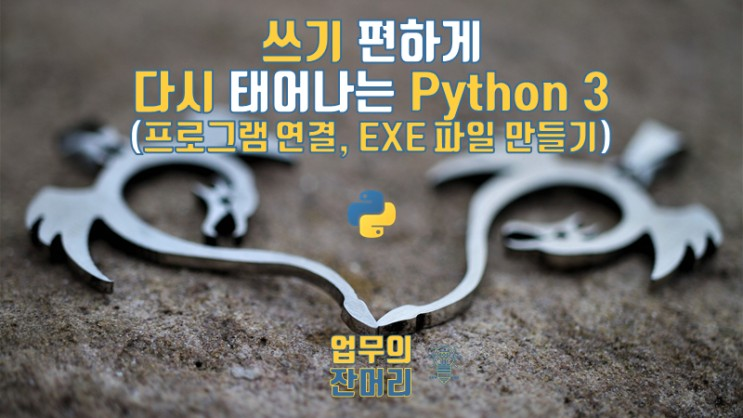 쓰기 편하게
다시 태어나는 Python 3
(프로그램 연결, EXE 파일 만들기)
업무의
잔머리